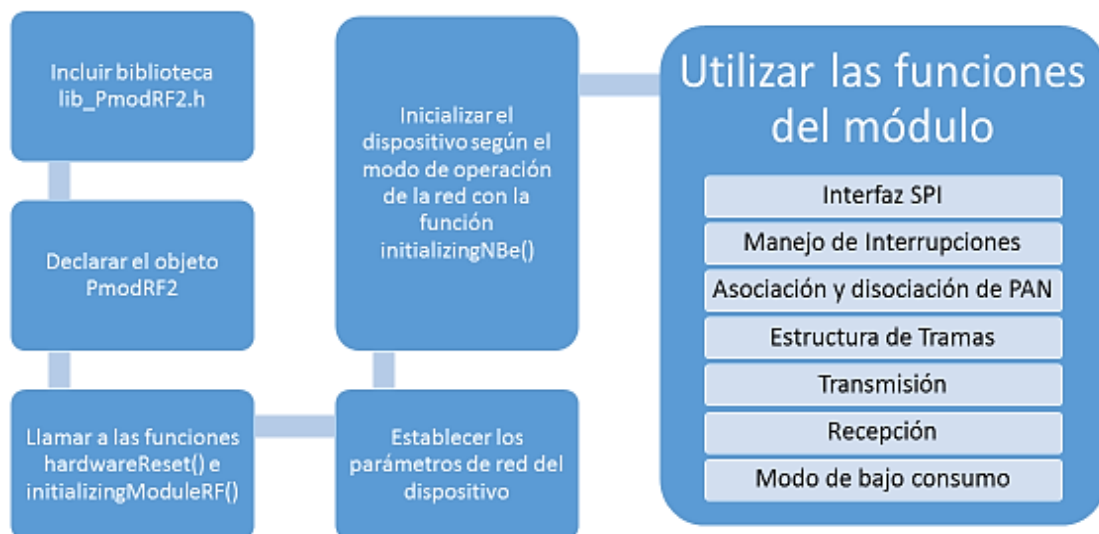 Incluir biblioteca
lib_PmodRF2.h
Declarar el objeto
PmodRF2
Llamar a las funciones
hardwareReset() e
initializingModuleRF()
Establecer los
parámetros de red del
dispositivo
Inicializar el
dispositivo según el
modo de operación
de la red con la
función
initializingNBe()
Utilizar las funciones
del módulo
Interfaz SPI
Manejo de Interrupciones
Asociación y disociación de PAN
Estructura de Tramas
Transmisión
Recepción
Modo de bajo consumo